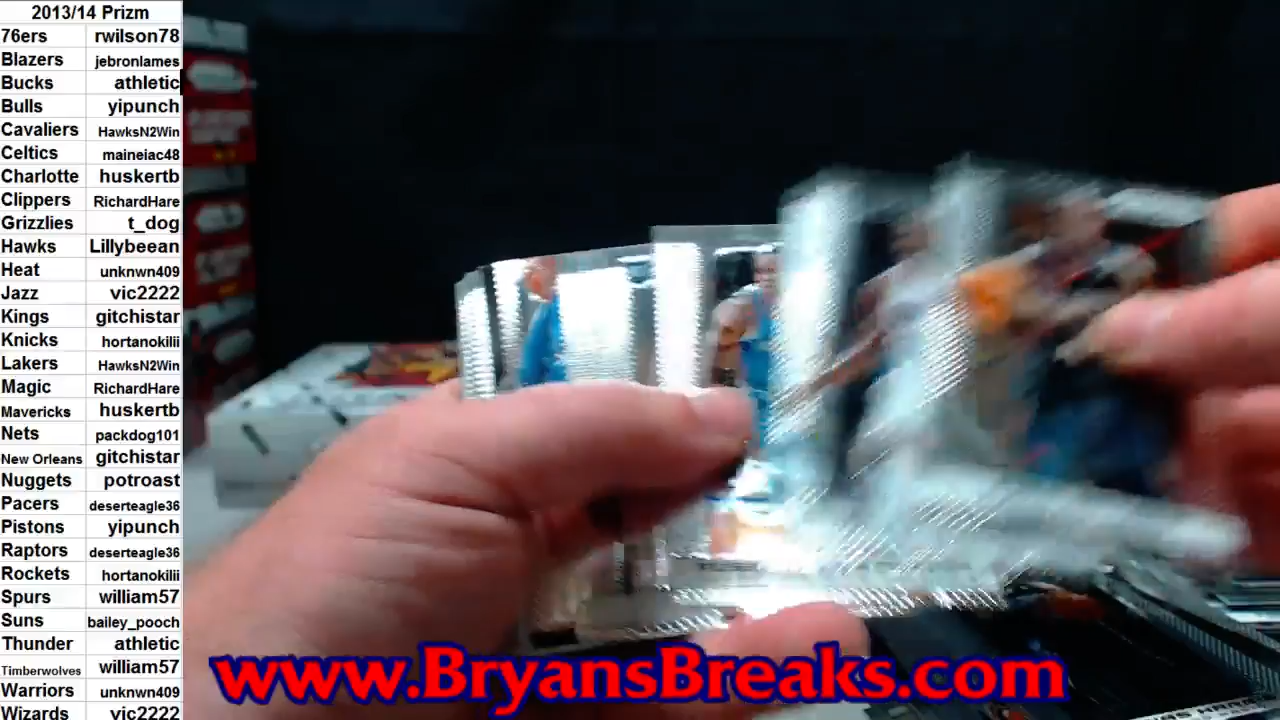 2013/14 Prizm
76ers rwilson78
Blazers jebronlames
Bucks athletic
Bulls yipunch
Cavaliers HawksN2Win
Celtics maineiac48
Charlotte huskertb
Clippers RichardHare
Grizzlies t_dog
Hawks Lillybeean
Heat unknwn409
Jazz vic2222
Kings gitchistar
Knicks hortanokilii
Lakers HawksN2Win
Magic RichardHare
Mavericks huskertb
Nets packdog101
New Orleans gitchistar
Nuggets potroast
Pacers deserteagle36
Pistons yipunch
Raptors deserteagle36
Rockets hortanokilii
Spurs william57
Suns bailey_pooch
Thunder athletic
Timberwolves william57
Warriors unknwn409
Wizards vic2222
www.BryansBreaks.com